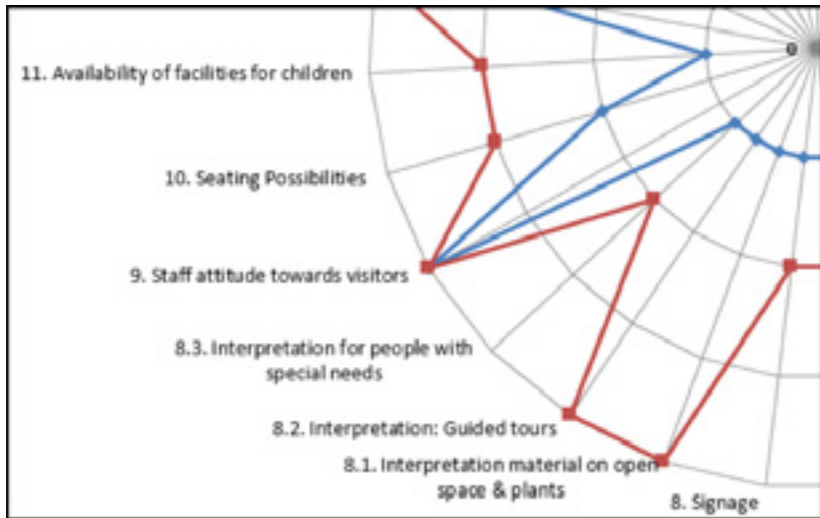 0
11. Availability of facilities for children
10. Seating Possibilities
9. Staff attitude towards visitors
8.3. Interpretation for people with
special needs
8.2. Interpretation: Guided tours
8.1. Interpretation material on open
space & plants
8. Signage